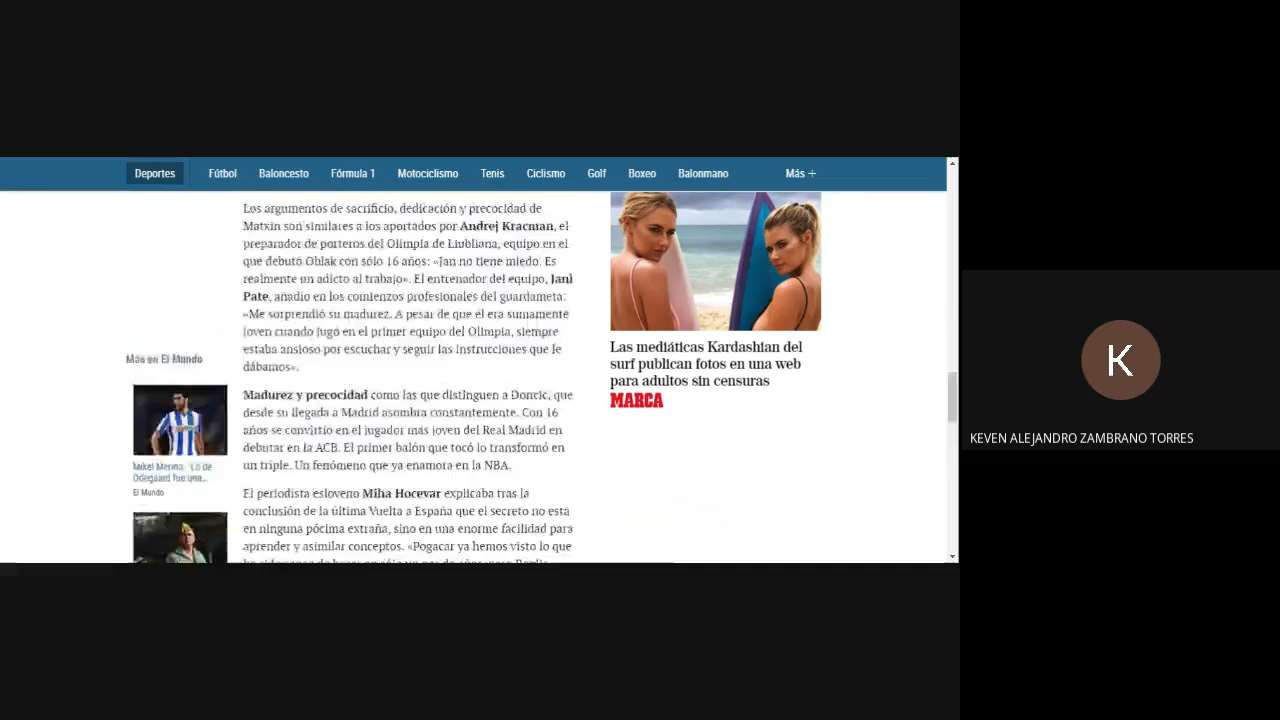 Deportes Fútbol Baloncesto Fórmula 1 Motociclismo Tenis Ciclismo Golf Boxeo Balonmano Más +
Los argumentos de sacrificio, dedicación y precocidad de
Matxin son similares a los aportados por Andrej Kracman, el
preparador de porteros del Olimpia de Liubliana, equipo en el
que debutó Oblak con sólo 16 años: «Jan no tiene miedo. Es
realmente un adicto al trabajo». El entrenador del equipo, Jani
Pate, añadio en los comienzos profesionales del guardameta:
«Me sorprendió su madurez. A pesar de que él era sumamente
joven cuando jugó en el primer equipo del Olimpia, siempre
estaba ansioso por escuchar y seguir las instrucciones que le
dábamos».
Madurez y precocidad como las que distinguen a Doncic, que
desde su llegada a Madrid asombra constantemente. Con 16
años se convirtió en el jugador más joven del Real Madrid en
debutar en la ACB. El primer balón que tocó lo transformó en
un triple. Un fenómeno que ya enamora en la NBA.
El periodista esloveno Miha Hocevar explicaba tras la
conclusión de la última Vuelta a España que el secreto no está
en ninguna pócima extraña, sino en una enorme facilidad para
aprender y asimilar conceptos. «Pogacar ya hemos visto lo que
Más en El Mundo
Mikel Merino: "Lo de
Odegaard fue una...
El Mundo
Las mediáticas Kardashian del
surf publican fotos en una web
para adultos sin censuras
MARCA
K
KEVEN ALEJANDRO ZAMBRANO TORRES